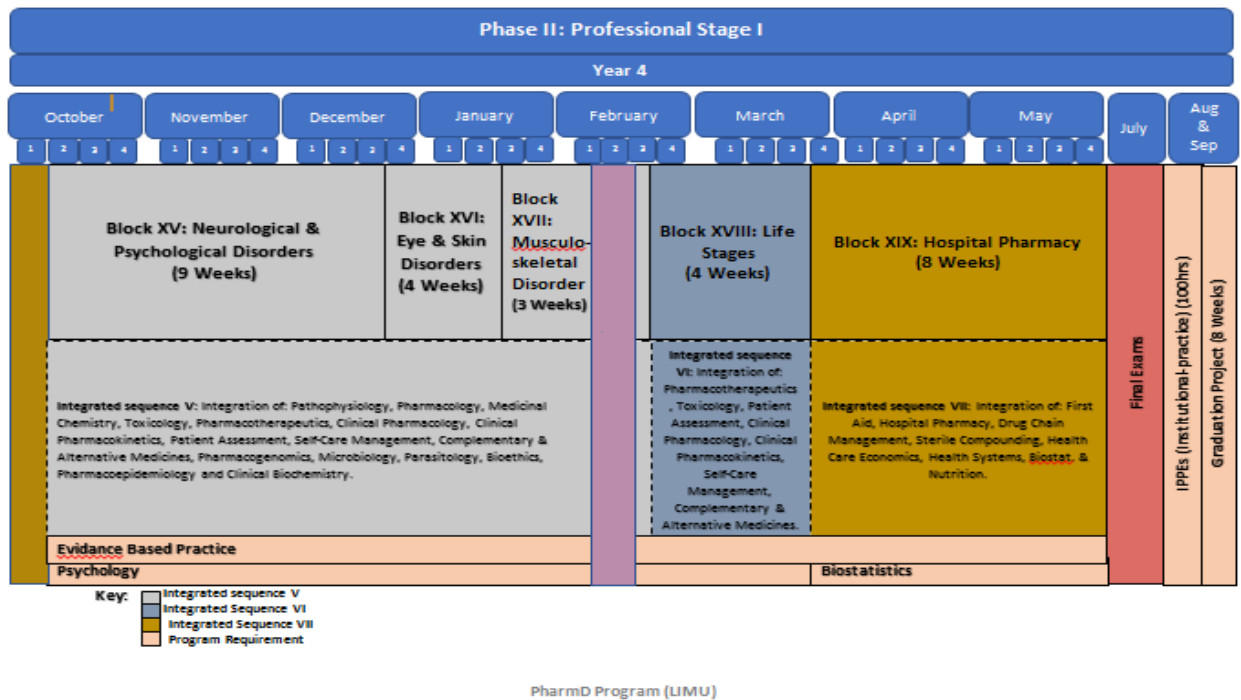 Phase II: Professional Stage I
Year 4
October
November
December
January
February
March
April
May
July
Aug
&
Sep
1 2 3 4 1 2 3 4 1 2 3 4 1 2 3 4 1 2 3 4 1 2 3 4 1 2 3 4 1 2 3 4
Block XV: Neurological &
Psychological Disorders
(9 Weeks)
Block XVI:
Eye & Skin
Disorders
(4 Weeks)
Block
XVII:
Musculo-
skeletal
Disorder
(3 Weeks)
Block XVIII: Life
Stages
(4 Weeks)
Block XIX: Hospital Pharmacy
(8 Weeks)
Integrated sequence V: Integration of: Pathophysiology, Pharmacology, Medicinal
Chemistry, Toxicology, Pharmacotherapeutics, Clinical Pharmacology, Clinical
Pharmacokinetics, Patient Assessment, Self-Care Management, Complementary &
Alternative Medicines, Pharmacogenomics, Microbiology, Parasitology, Bioethics,
Pharmacoepidemiology and Clinical Biochemistry.
Integrated sequence
VI: Integration of:
Pharmacotherapeutics
, Toxicology, Patient
Assessment, Clinical
Pharmacology, Clinical
Pharmacokinetics,
Self-Care
Management,
Complementary &
Alternative Medicines.
Integrated sequence VII: Integration of: First
Aid, Hospital Pharmacy, Drug Chain
Management, Sterile Compounding, Health
Care Economics, Health Systems, Biostat, &
Nutrition.
Final Exams
IPPEs (Institutional-practice) (100hrs)
Graduation Project (8 Weeks)
Evidance Based Practice
Psychology
Biostatistics
Key:
Integrated sequence V
Integrated Sequence VI
Integrated Sequence VII
Program Requirement
PharmD Program (LIMU)